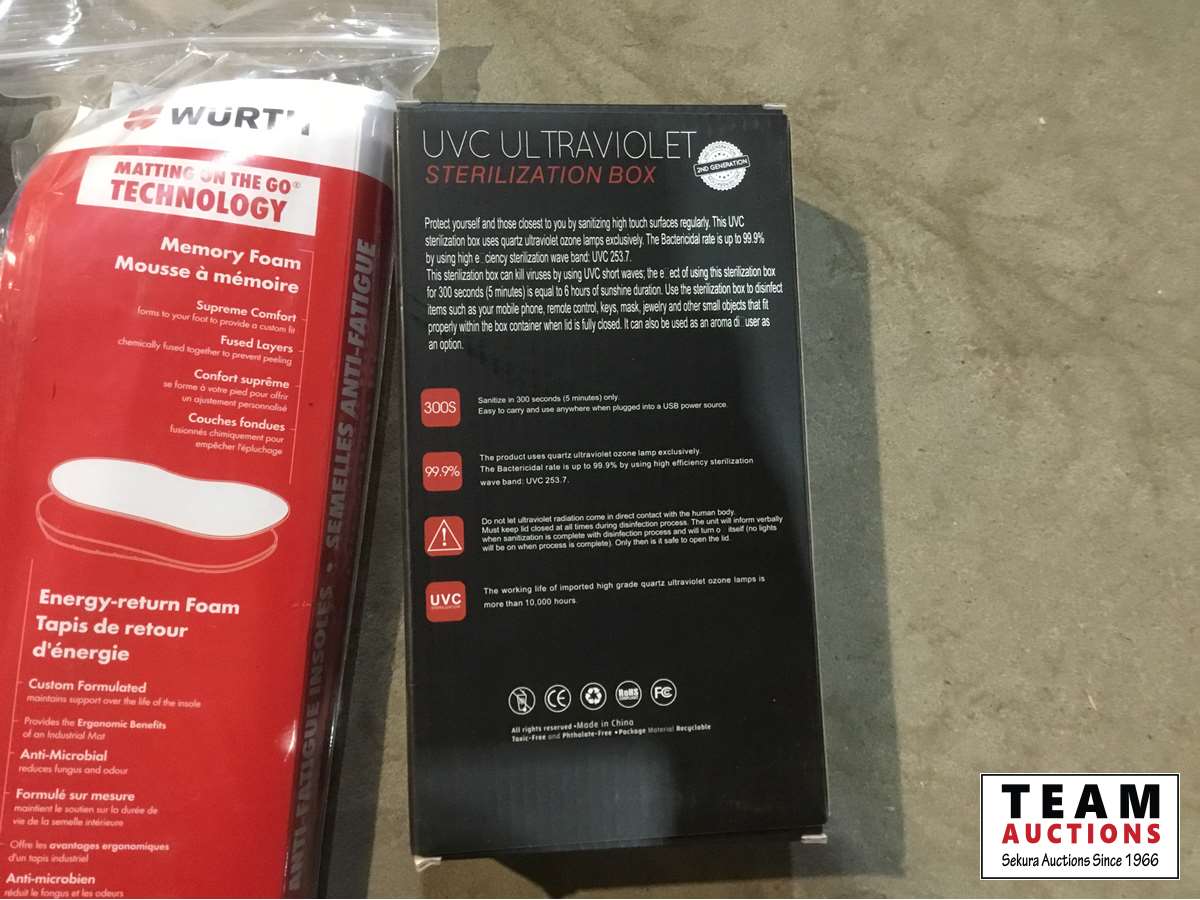 WÜRTH
MATTING ON THE GO®
TECHNOLOGY
Memory Foam
Mousse à mémoire
Supreme Comfort
forms to your foot to provide a custom fit
Fused Layers
chemically fused together to prevent peeling
Confort suprême
se forme à votre pied pour offrir
un ajustement personnalisé
Couches fondues
fusionnés chimiquement pour
empêcher l'épluchage
Energy-return Foam
Tapis de retour
d'énergie
Custom Formulated
maintains support over the life of the insole
Provides the Ergonomic Benefits
of an Industrial Mat
Anti-Microbial
reduces fungus and odour
Formulé sur mesure
maintient le soutien sur la durée de
vie de la semelle intérieure
Offre les avantages ergonomiques
d'un tapis industriel
Anti-microbien
réduit le fongus et les odeurs
ANTI-FATIGUE INSOLES • SEMELLES ANTI-FATIGUE
UVC ULTRAVIOLET
STERILIZATION BOX
2ND GENERATION
Protect yourself and those closest to you by sanitizing high touch surfaces regularly. This UVC
sterilization box uses quartz ultraviolet ozone lamps exclusively. The Bactericidal rate is up to 99.9%
by using high e ciency sterilization wave band: UVC 253.7.
This sterilization box can kill viruses by using UVC short waves; the e ect of using this sterilization box
for 300 seconds (5 minutes) is equal to 6 hours of sunshine duration. Use the sterilization box to disinfect
items such as your mobile phone, remote control, keys, mask, jewelry and other small objects that fit
properly within the box container when lid is fully closed. It can also be used as an aroma di user as
an option.
300S
Sanitize in 300 seconds (5 minutes) only.
Easy to carry and use anywhere when plugged into a USB power source.
99.9%
The product uses quartz ultraviolet ozone lamp exclusively.
The Bactericidal rate is up to 99.9% by using high efficiency sterilization
wave band: UVC 253.7.
Do not let ultraviolet radiation come in direct contact with the human body.
Must keep lid closed at all times during disinfection process. The unit will inform verbally
when sanitization is complete with disinfection process and will turn o itself (no lights
will be on when process is complete). Only then is it safe to open the lid.
UVC
STERILIZATION
The working life of imported high grade quartz ultraviolet ozone lamps is
more than 10,000 hours.
CE
RoHS
COMPLIANT
FC
All rights reserved •Made in China
Toxic-Free and Phthalate-Free •Package Material Recyclable
TEAM
AUCTIONS
Sekura Auctions Since 1966